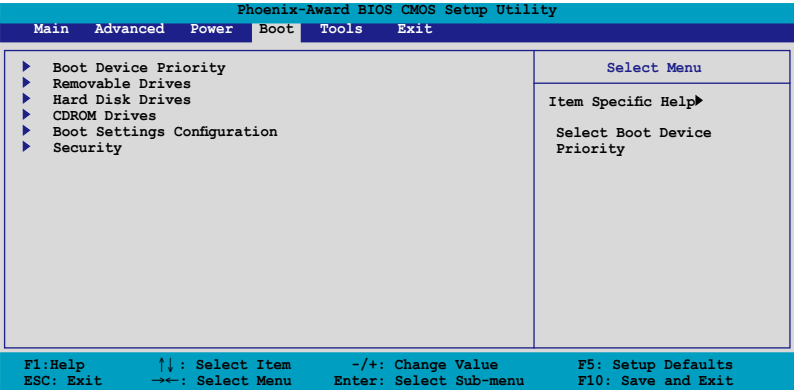 Phoenix-Award BIOS CMOS Setup Utility
Main Advanced Power Boot Tools Exit
Boot Device Priority
Removable Drives
Hard Disk Drives
CDROM Drives
Boot Settings Configuration
Security
Select Menu
Item Specific Help
Select Boot Device
Priority
F1:Help ↑↓: Select Item -/+: Change Value F5: Setup Defaults
ESC: Exit →←: Select Menu Enter: Select Sub-menu F10: Save and Exit